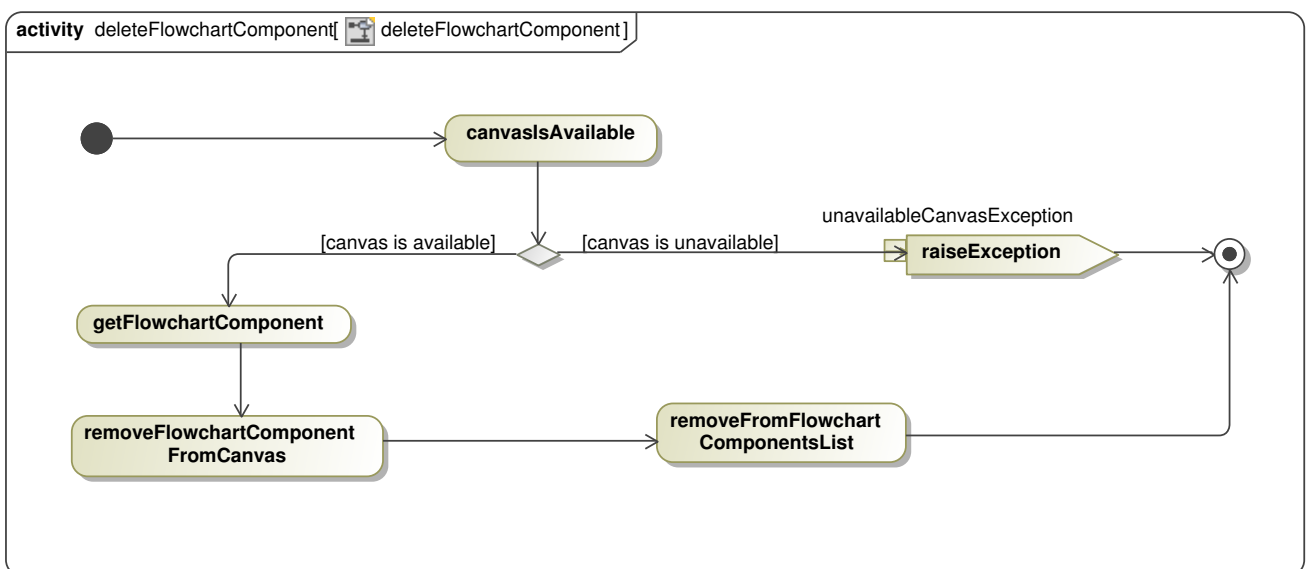 activity deleteFlowchartComponent[ deleteFlowchartComponent]
canvasIsAvailable
unavailableCanvasException
[canvas is available]
[canvas is unavailable]
raiseException
getFlowchartComponent
removeFlowchartComponent
FromCanvas
removeFromFlowchart
ComponentsList